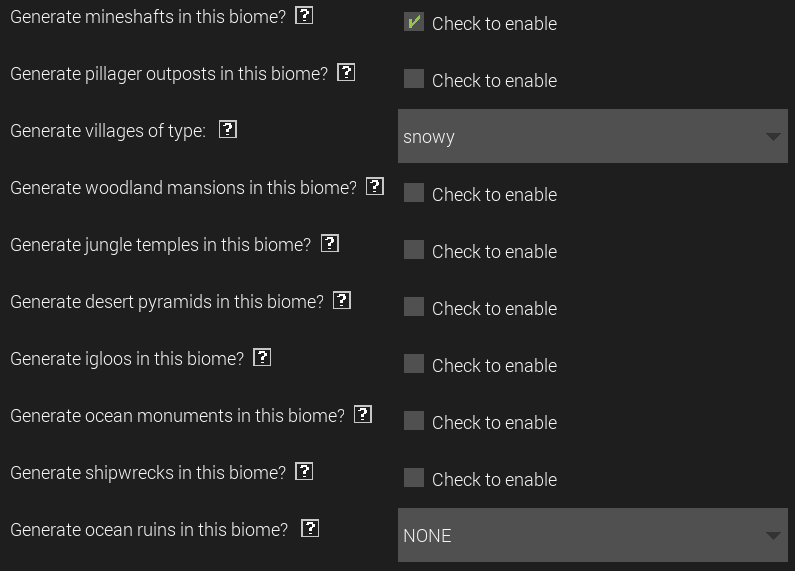 Generate mineshafts in this biome? ? Check to enable
Generate pillager outposts in this biome? ? Check to enable
Generate villages of type: ? snowy
Generate woodland mansions in this biome? ? Check to enable
Generate jungle temples in this biome? ? Check to enable
Generate desert pyramids in this biome? ? Check to enable
Generate igloos in this biome? ? Check to enable
Generate ocean monuments in this biome? ? Check to enable
Generate shipwrecks in this biome? ? Check to enable
Generate ocean ruins in this biome? ? NONE